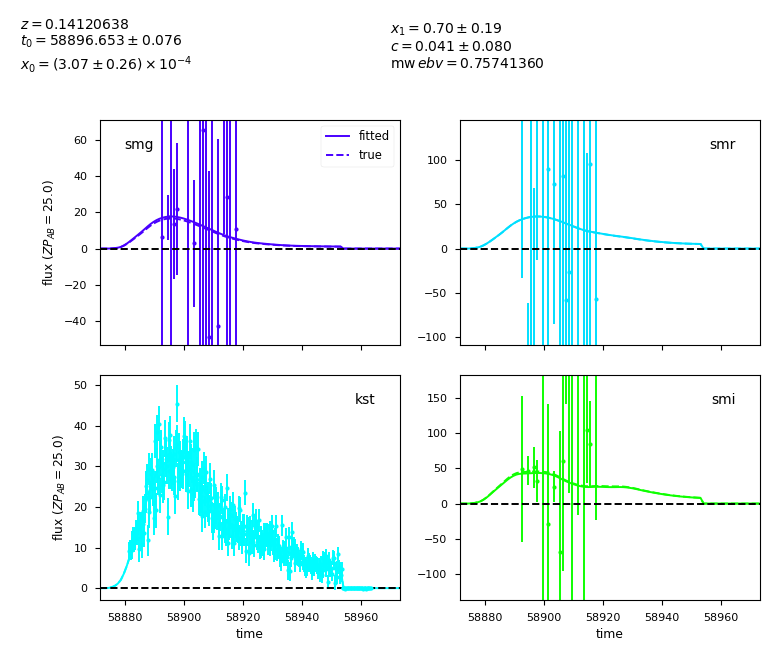 z = 0.14120638
t₀ = 58896.653 ± 0.076
x₀ = (3.07 ± 0.26) × 10⁻⁴
x₁ = 0.70 ± 0.19
c = 0.041 ± 0.080
mw ebv = 0.75741360
smg
fitted
true
60
40
20
0
−20
−40
flux (ZP_AB = 25.0)
smr
100
50
0
−50
−100
kst
50
40
30
20
10
0
flux (ZP_AB = 25.0)
58880 58900 58920 58940 58960
time
smi
150
100
50
0
−50
−100
58880 58900 58920 58940 58960
time